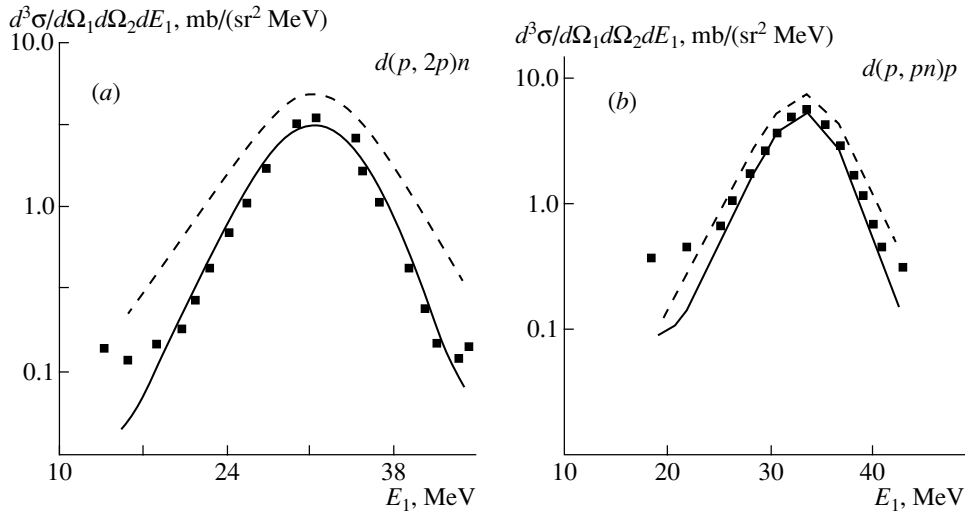 d³σ/dΩ₁dΩ₂dE₁, mb/(sr² MeV)
10.0
d(p, 2p)n
(a)
1.0
0.1
10 24 38
E₁, MeV
d³σ/dΩ₁dΩ₂dE₁, mb/(sr² MeV)
10.0
d(p, pn)p
(b)
1.0
0.1
10 20 30 40
E₁, MeV